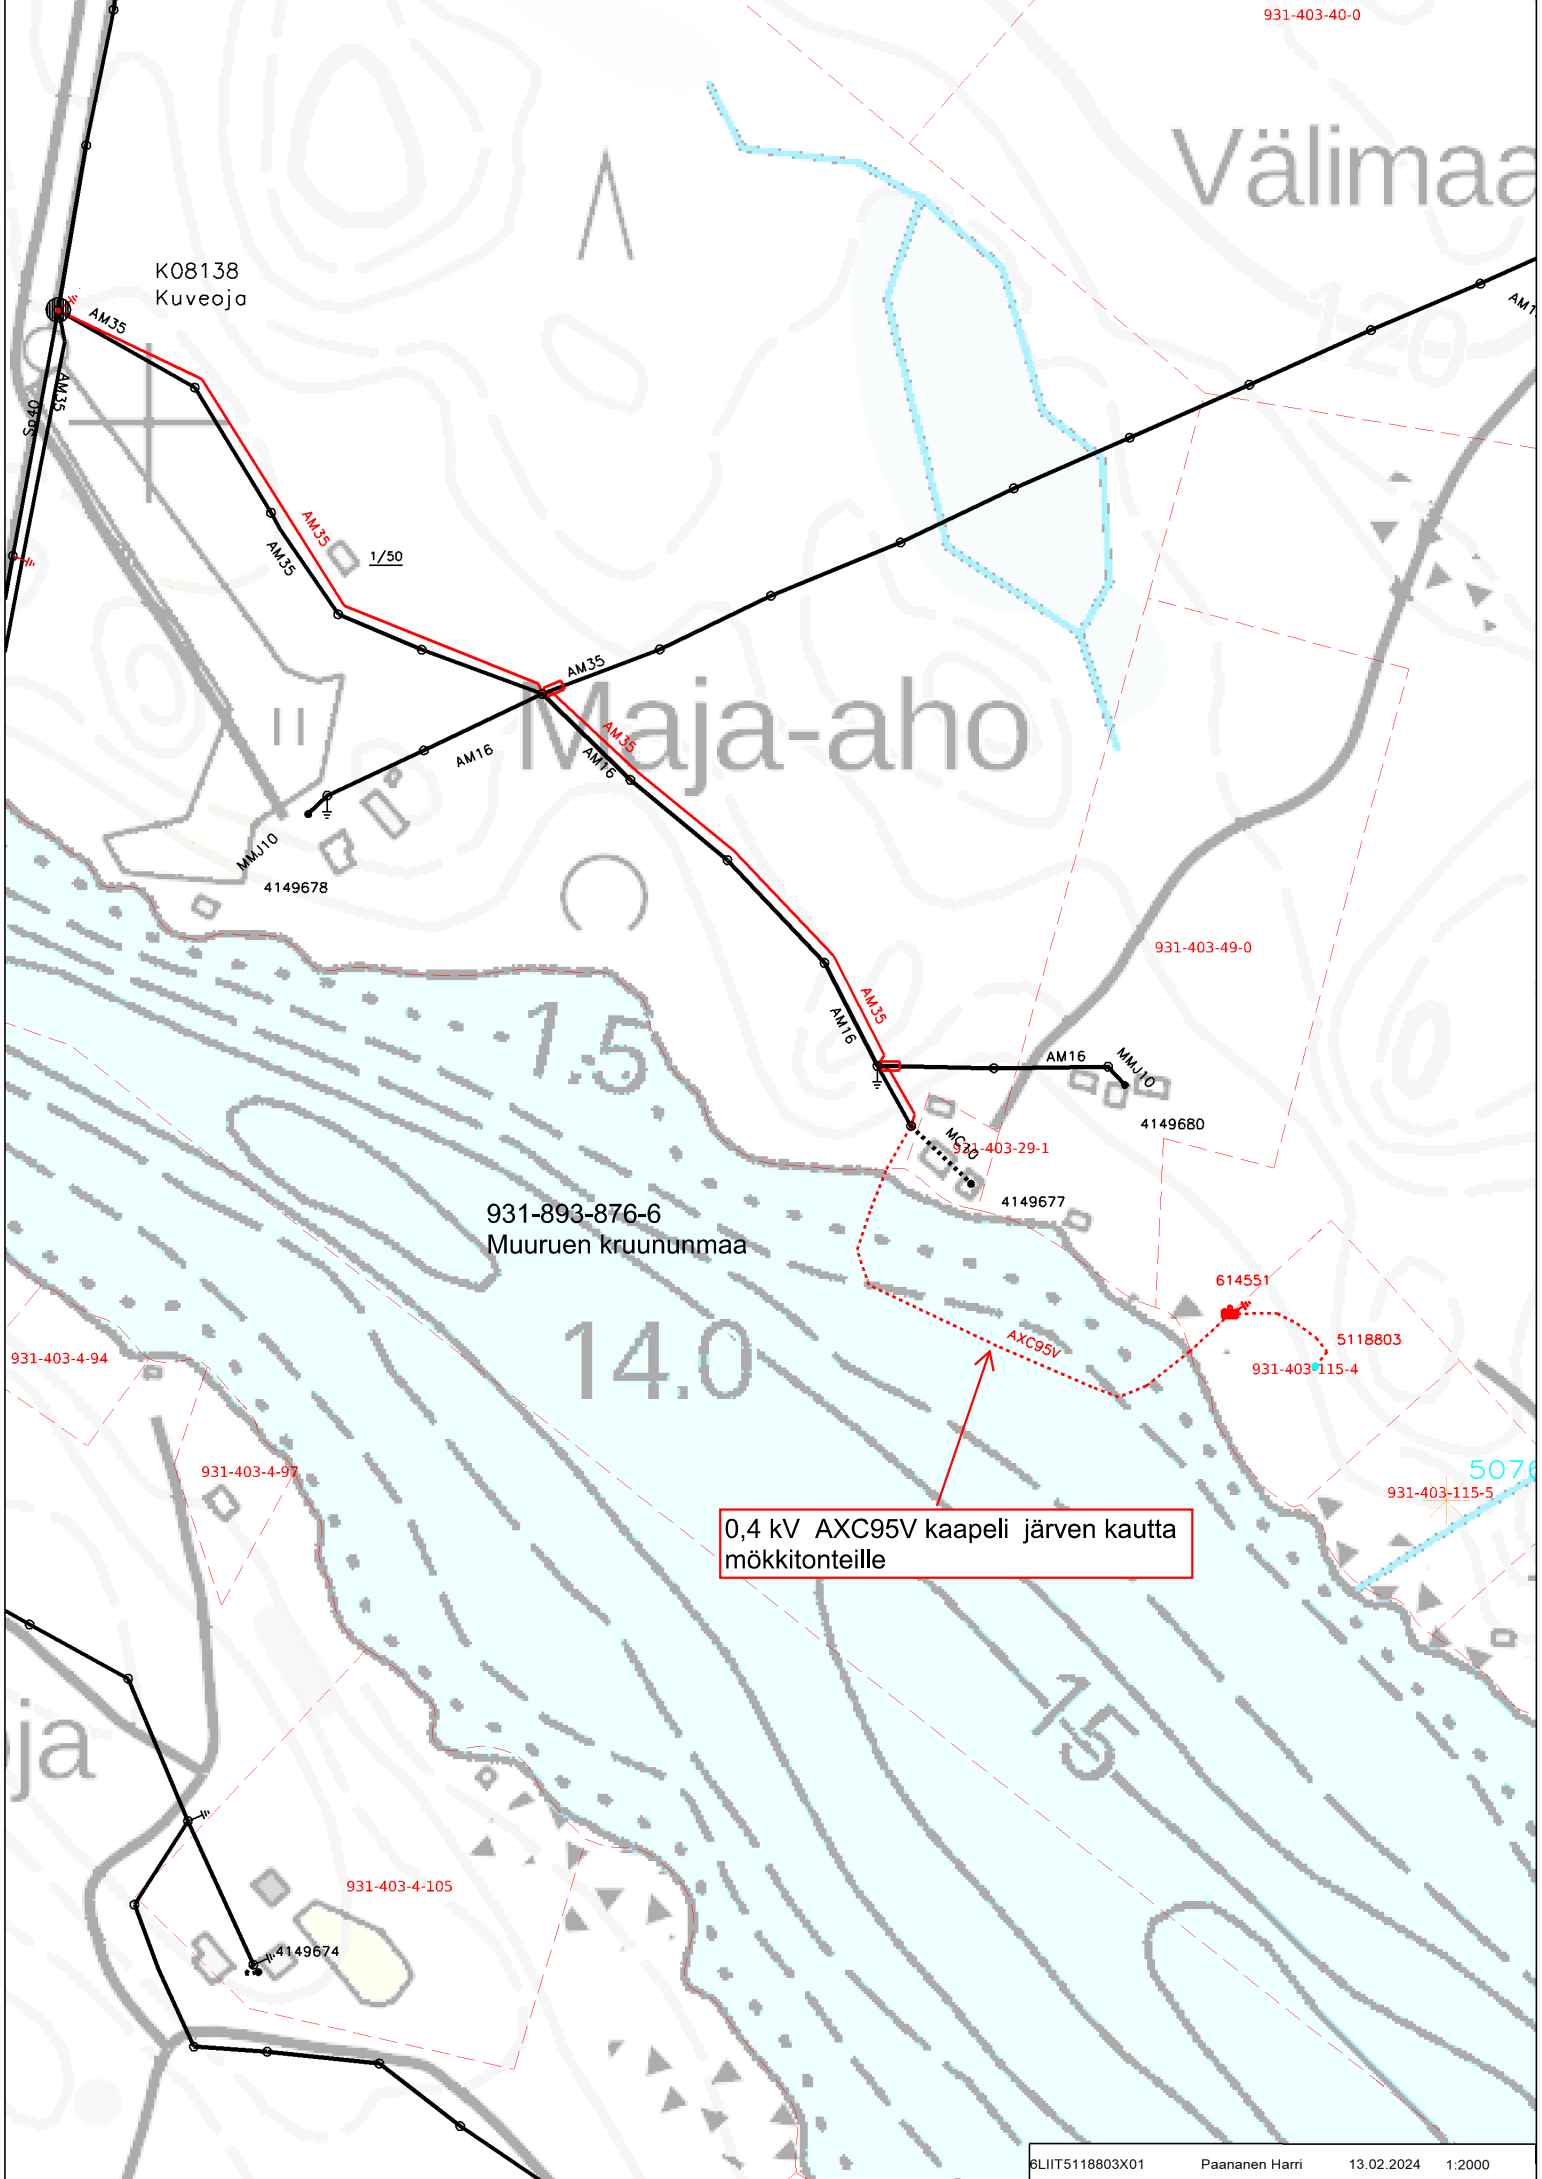 931-403-40-0
Välimaa
K08138
Kuveoja
AM35
AM35
Sp40
120
AM35
AM35
1/50
AM35
Maja-aho
AM35
AM16
AM16
MMJ10
4149678
931-403-49-0
1.5
AM35
AM16
AM16
MMJ10
4149680
931-403-29-1
4149677
931-893-876-6
Muuruen kruununmaa
614551
14.0
AXC95V
5118803
931-403-115-4
931-403-4-94
931-403-4-97
5076
931-403-115-5
0,4 kV AXC95V kaapeli järven kautta
mökkitonteille
15
oja
931-403-4-105
4149674
6LIIT5118803X01 Paananen Harri 13.02.2024 1:2000